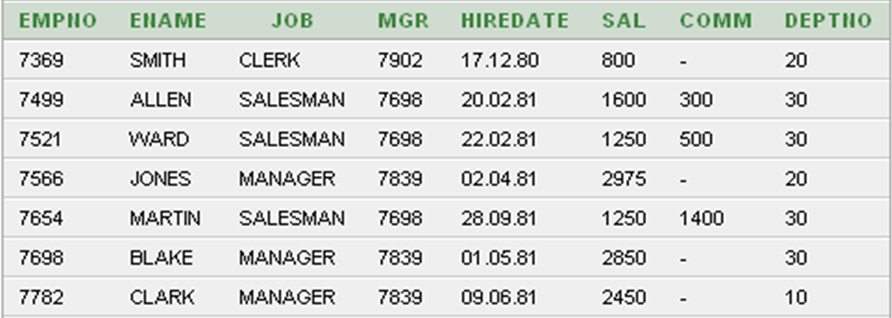 EMPNO ENAME JOB MGR HIREDATE SAL COMM DEPTNO
7369 SMITH CLERK 7902 17.12.80 800 - 20
7499 ALLEN SALESMAN 7698 20.02.81 1600 300 30
7521 WARD SALESMAN 7698 22.02.81 1250 500 30
7566 JONES MANAGER 7839 02.04.81 2975 - 20
7654 MARTIN SALESMAN 7698 28.09.81 1250 1400 30
7698 BLAKE MANAGER 7839 01.05.81 2850 - 30
7782 CLARK MANAGER 7839 09.06.81 2450 - 10